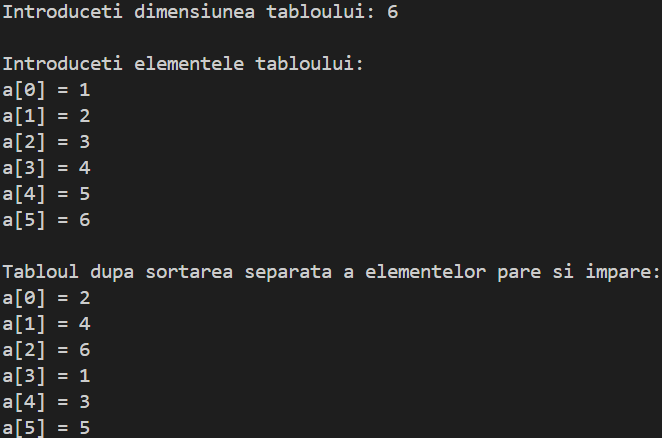 Introduceti dimensiunea tabloului: 6
Introduceti elementele tabloului:
a[0] = 1
a[1] = 2
a[2] = 3
a[3] = 4
a[4] = 5
a[5] = 6
Tabloul dupa sortarea separata a elementelor pare si impare:
a[0] = 2
a[1] = 4
a[2] = 6
a[3] = 1
a[4] = 3
a[5] = 5